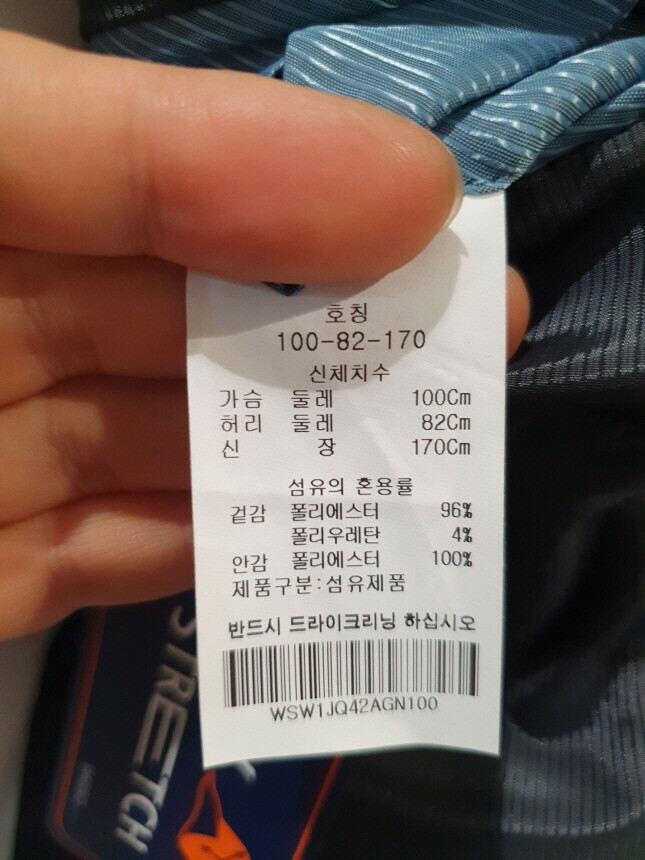 호칭
100-82-170
신체치수
가슴 둘레 100Cm
허리 둘레 82Cm
신 장 170Cm
섬유의 혼용률
겉감 폴리에스터 96%
폴리우레탄 4%
안감 폴리에스터 100%
제품구분:섬유제품
반드시 드라이크리닝 하십시오
WSW1JQ42AGN100
STRETCH